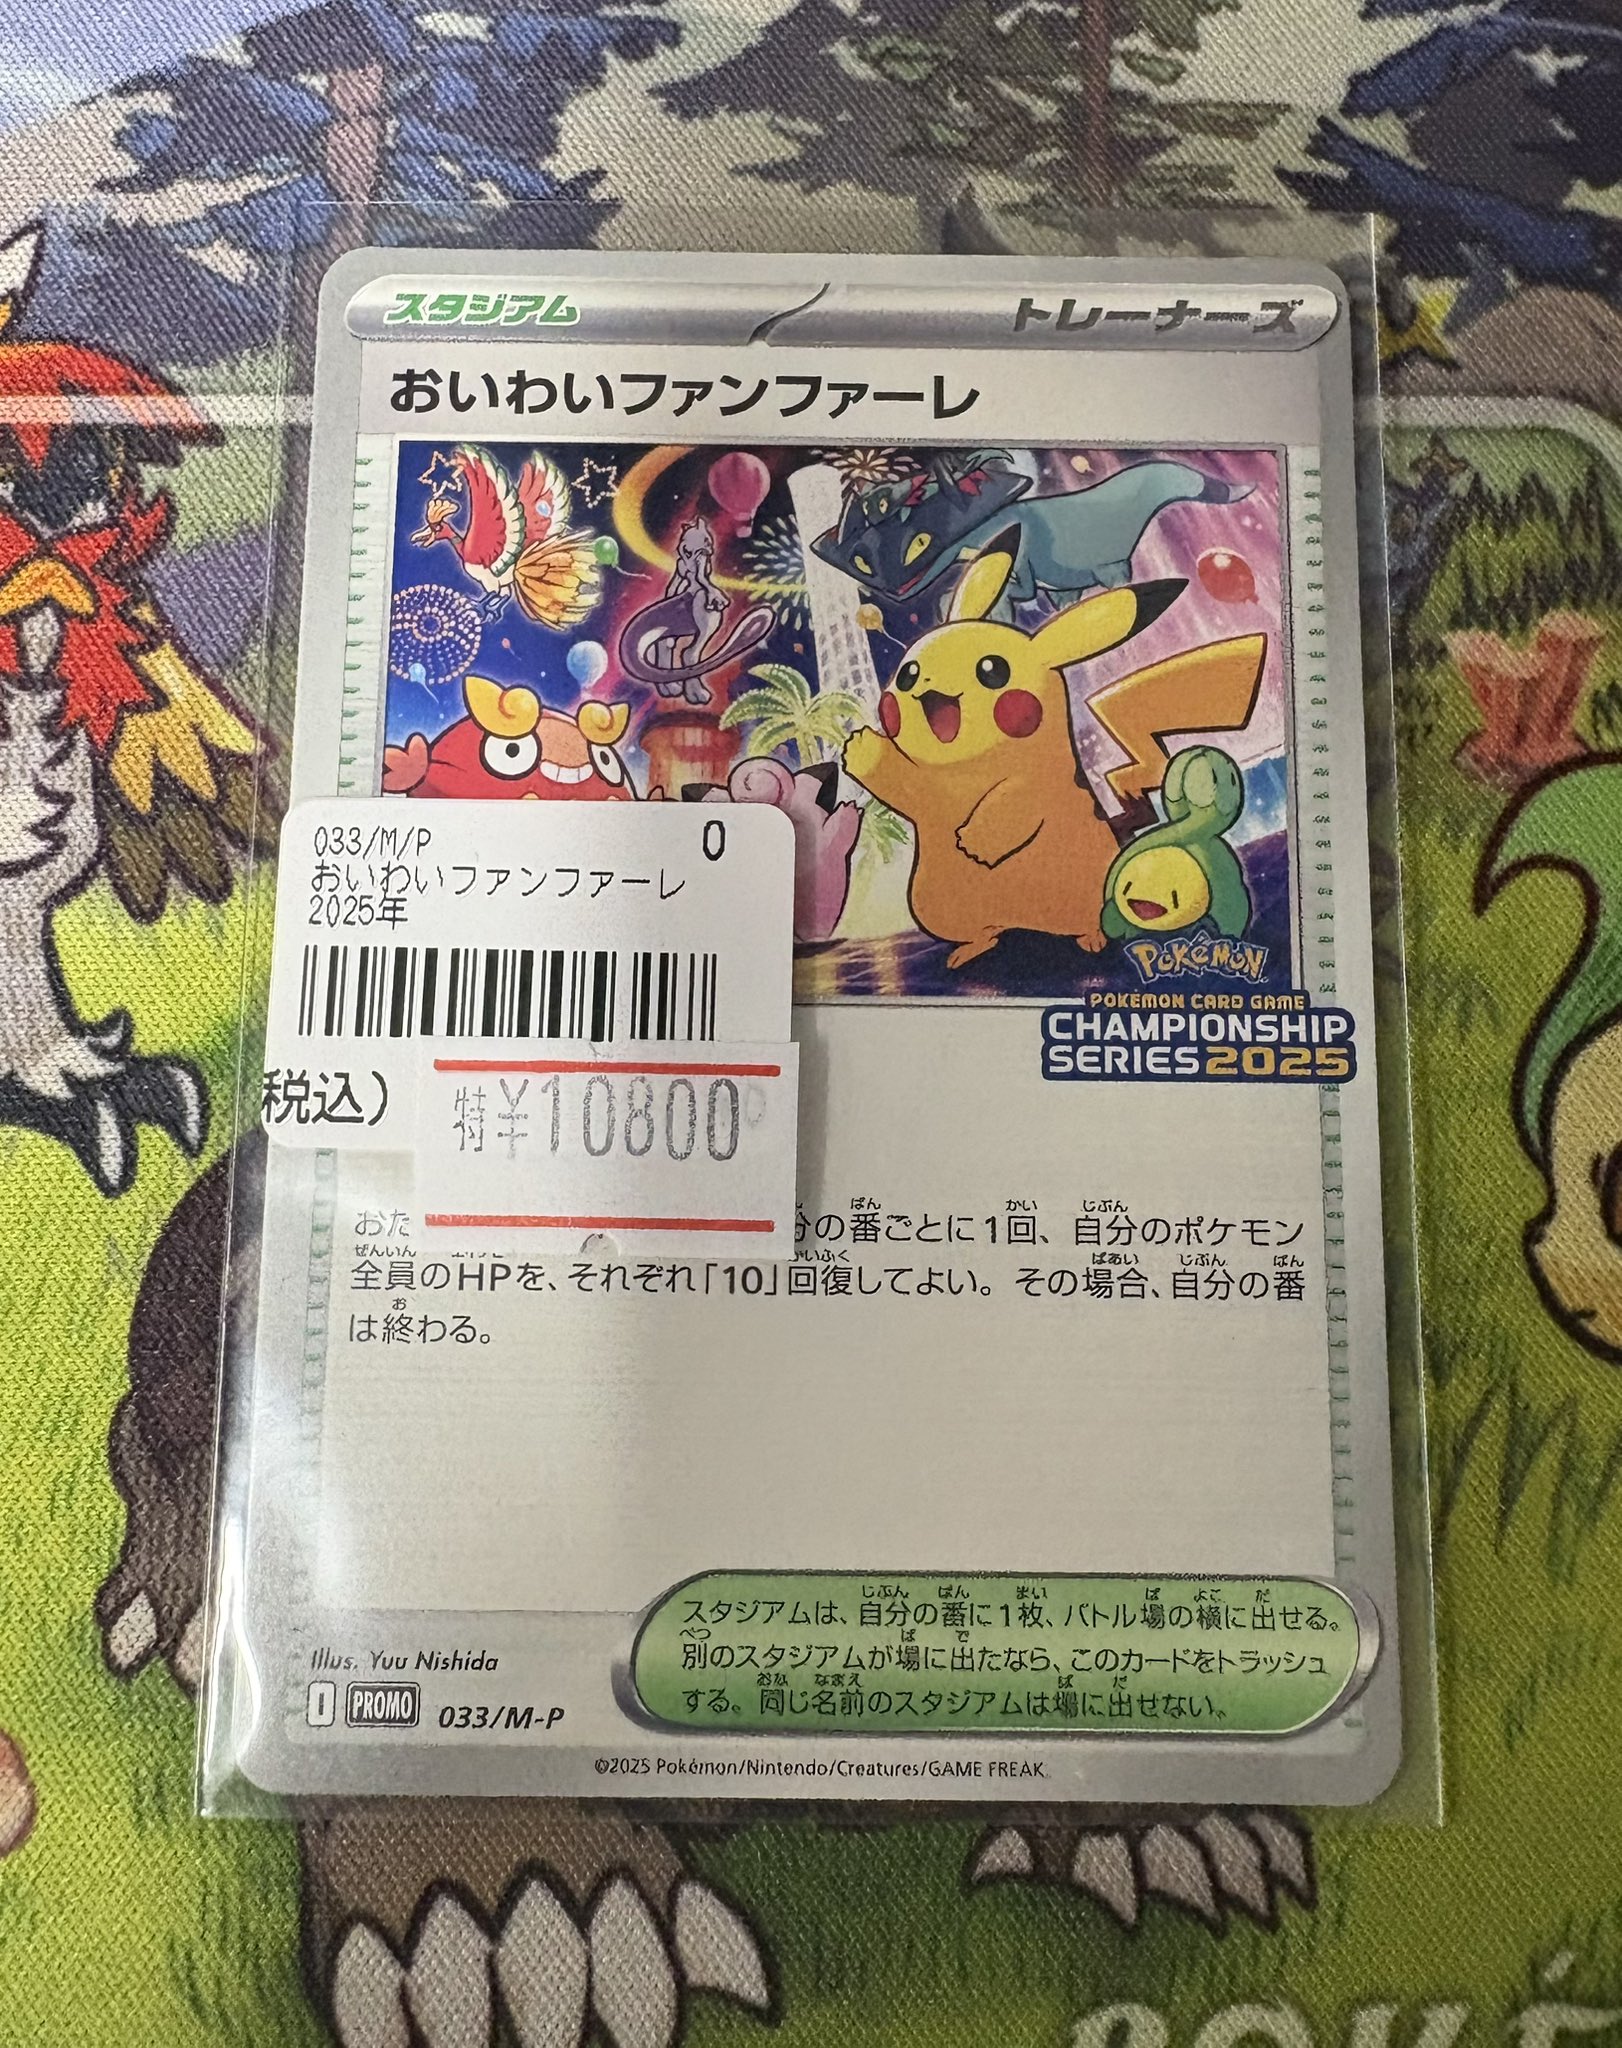 スタジアム
トレーナーズ
おいわいファンファーレ
033/M/P
0
おいわいファンファーレ
2025年
(税込)
特¥10800
Pokémon
POKÉMON CARD GAME
CHAMPIONSHIP
SERIES 2025
おた 分の番ごとに1回、自分のポケモン
全員のHPを、それぞれ「10」回復してよい。その場合、自分の番
は終わる。
スタジアムは、自分の番に1枚、バトル場の横に出せる。
別のスタジアムが場に出たなら、このカードをトラッシュ
する。同じ名前のスタジアムは場に出せない。
Illus. Yuu Nishida
I PROMO 033/M-P
©2025 Pokémon/Nintendo/Creatures/GAME FREAK.